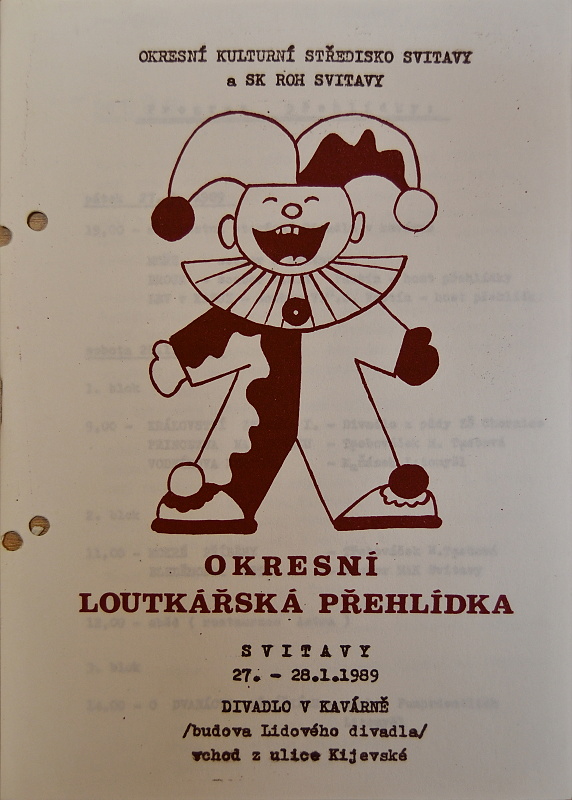 OKRESNÍ KULTURNÍ STŘEDISKO SVITAVY
a SK ROH SVITAVY
OKRESNÍ
LOUTKÁŘSKÁ PŘEHLÍDKA
SVITAVY
27. - 28.1.1989
DIVADLO V KAVÁRNĚ
/budova Lidového divadla/
vchod z ulice Kijevské